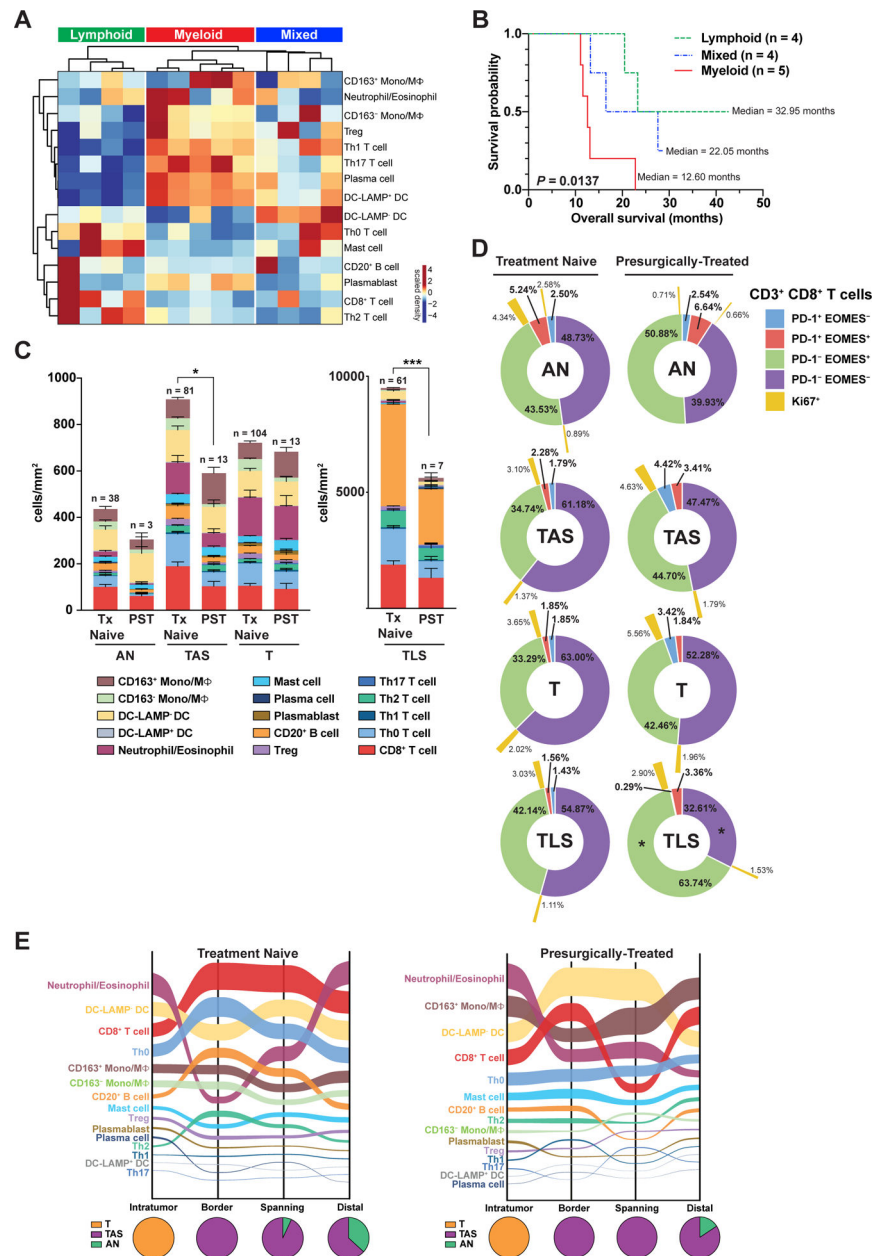 A
Lymphoid
Myeloid
Mixed
CD163⁺ Mono/MΦ
Neutrophil/Eosinophil
CD163⁻ Mono/MΦ
Treg
Th1 T cell
Th17 T cell
Plasma cell
DC-LAMP⁺ DC
DC-LAMP⁻ DC
Th0 T cell
Mast cell
CD20⁺ B cell
Plasmablast
CD8⁺ T cell
Th2 T cell
4
2
0
-2
-4
scaled density
B
Survival probability
1.0
0.5
0.0
0 10 20 30 40 50
Overall survival (months)
P = 0.0137
Lymphoid (n = 4)
Mixed (n = 4)
Myeloid (n = 5)
Median = 32.95 months
Median = 22.05 months
Median = 12.60 months
C
cells/mm²
1000
800
600
400
200
0
n = 38
n = 3
n = 81
*
n = 13
n = 104
n = 13
Tx Naive PST
Tx Naive PST
Tx Naive PST
AN
TAS
T
cells/mm²
10000
5000
0
n = 61
***
n = 7
Tx Naive PST
TLS
CD163⁺ Mono/MΦ
CD163⁻ Mono/MΦ
DC-LAMP⁻ DC
DC-LAMP⁺ DC
Neutrophil/Eosinophil
Mast cell
Plasma cell
Plasmablast
CD20⁺ B cell
Treg
Th17 T cell
Th2 T cell
Th1 T cell
Th0 T cell
CD8⁺ T cell
D
Treatment Naive
Presurgically-Treated
CD3⁺ CD8⁺ T cells
PD-1⁺ EOMES⁻
PD-1⁺ EOMES⁺
PD-1⁻ EOMES⁺
PD-1⁻ EOMES⁻
Ki67⁺
4.34%
5.24%
2.58%
2.50%
48.73%
AN
43.53%
0.89%
0.71%
2.54%
6.64%
0.66%
50.88%
AN
39.93%
3.10%
2.28%
1.79%
34.74%
61.18%
TAS
1.37%
4.63%
4.42%
3.41%
47.47%
TAS
44.70%
1.79%
3.65%
1.85%
1.85%
33.29%
63.00%
T
2.02%
5.56%
3.42%
1.84%
52.28%
T
42.46%
1.96%
3.03%
1.56%
1.43%
42.14%
54.87%
TLS
1.11%
2.90%
0.29%
3.36%
32.61%
*
TLS
*
63.74%
1.53%
E
Treatment Naive
Neutrophil/Eosinophil
DC-LAMP⁻ DC
CD8⁺ T cell
Th0
CD163⁺ Mono/MΦ
CD163⁻ Mono/MΦ
CD20⁺ B cell
Mast cell
Treg
Plasmablast
Plasma cell
Th2
Th1
DC-LAMP⁺ DC
Th17
Intratumor Border Spanning Distal
T
TAS
AN
Presurgically-Treated
Neutrophil/Eosinophil
CD163⁺ Mono/MΦ
DC-LAMP⁻ DC
CD8⁺ T cell
Th0
Mast cell
CD20⁺ B cell
Th2
CD163⁻ Mono/MΦ
Plasmablast
Treg
Th1
Th17
DC-LAMP⁺ DC
Plasma cell
Intratumor Border Spanning Distal
T
TAS
AN